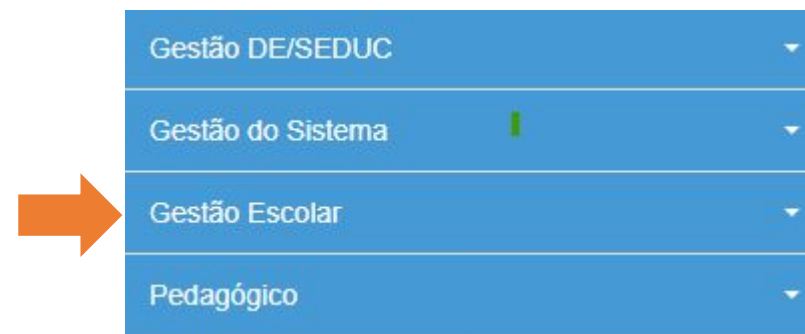 Gestão DE/SEDUC
Gestão do Sistema
Gestão Escolar
Pedagógico